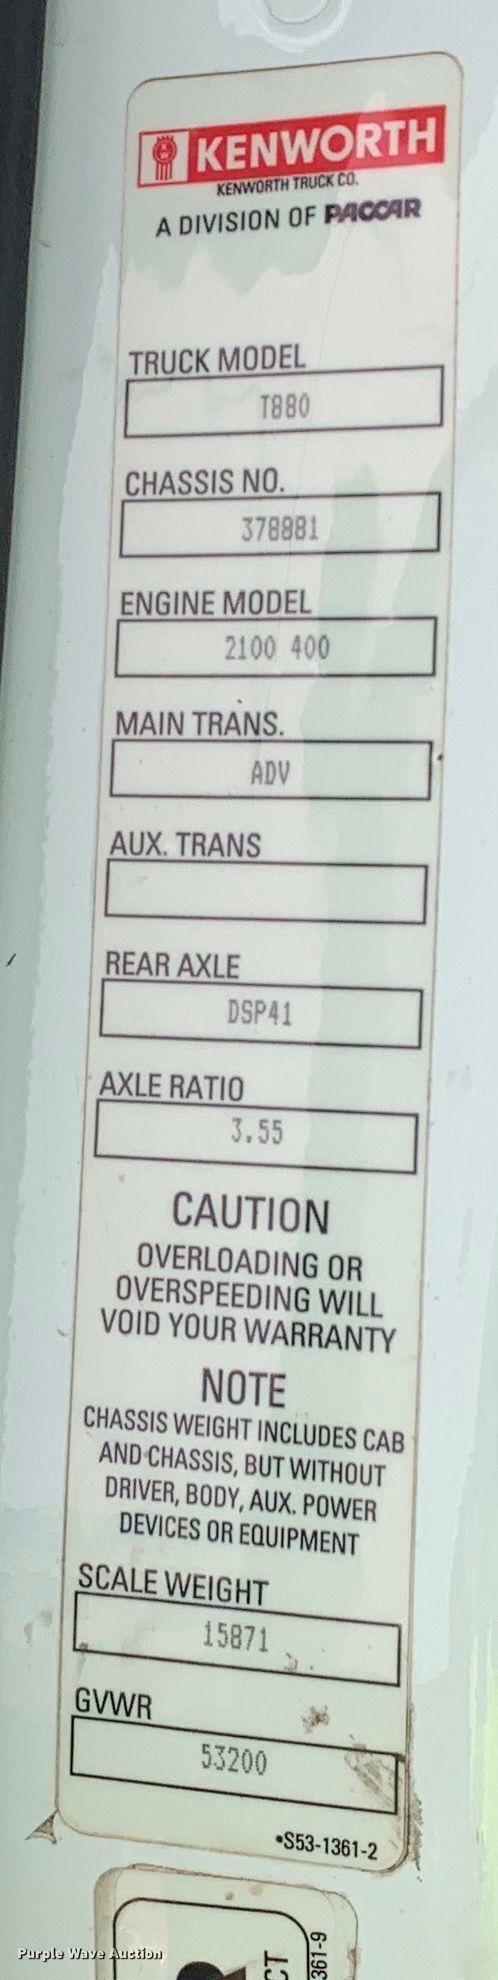 KENWORTH
KENWORTH TRUCK CO.
A DIVISION OF PACCAR
TRUCK MODEL
T880
CHASSIS NO.
378881
ENGINE MODEL
2100 400
MAIN TRANS.
ADV
AUX. TRANS
REAR AXLE
DSP41
AXLE RATIO
3.55
CAUTION
OVERLOADING OR
OVERSPEEDING WILL
VOID YOUR WARRANTY
NOTE
CHASSIS WEIGHT INCLUDES CAB
AND CHASSIS, BUT WITHOUT
DRIVER, BODY, AUX. POWER
DEVICES OR EQUIPMENT
SCALE WEIGHT
15871
GVWR
53200
•S53-1361-2
CT
361-9
Purple Wave Auction